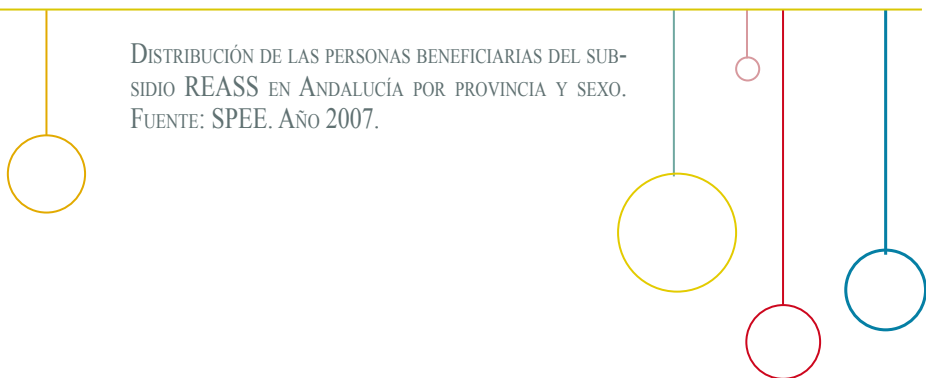 Distribución de las personas beneficiarias del sub-
sidio REASS en Andalucía por provincia y sexo.
Fuente: SPEE. Año 2007.